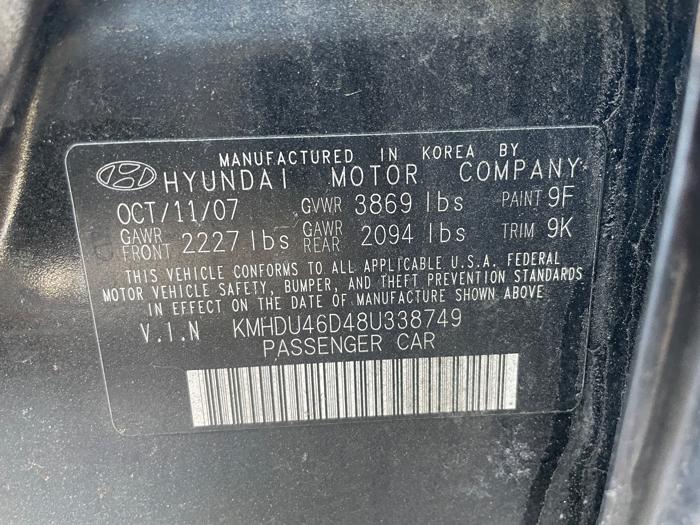 MANUFACTURED IN KOREA BY
HYUNDAI MOTOR COMPANY
OCT/11/07 GVWR 3869 lbs PAINT 9F
GAWR FRONT 2227 lbs GAWR REAR 2094 lbs TRIM 9K
THIS VEHICLE CONFORMS TO ALL APPLICABLE U.S.A. FEDERAL
MOTOR VEHICLE SAFETY, BUMPER, AND THEFT PREVENTION STANDARDS
IN EFFECT ON THE DATE OF MANUFACTURE SHOWN ABOVE
V.I.N KMHDU46D48U338749
PASSENGER CAR